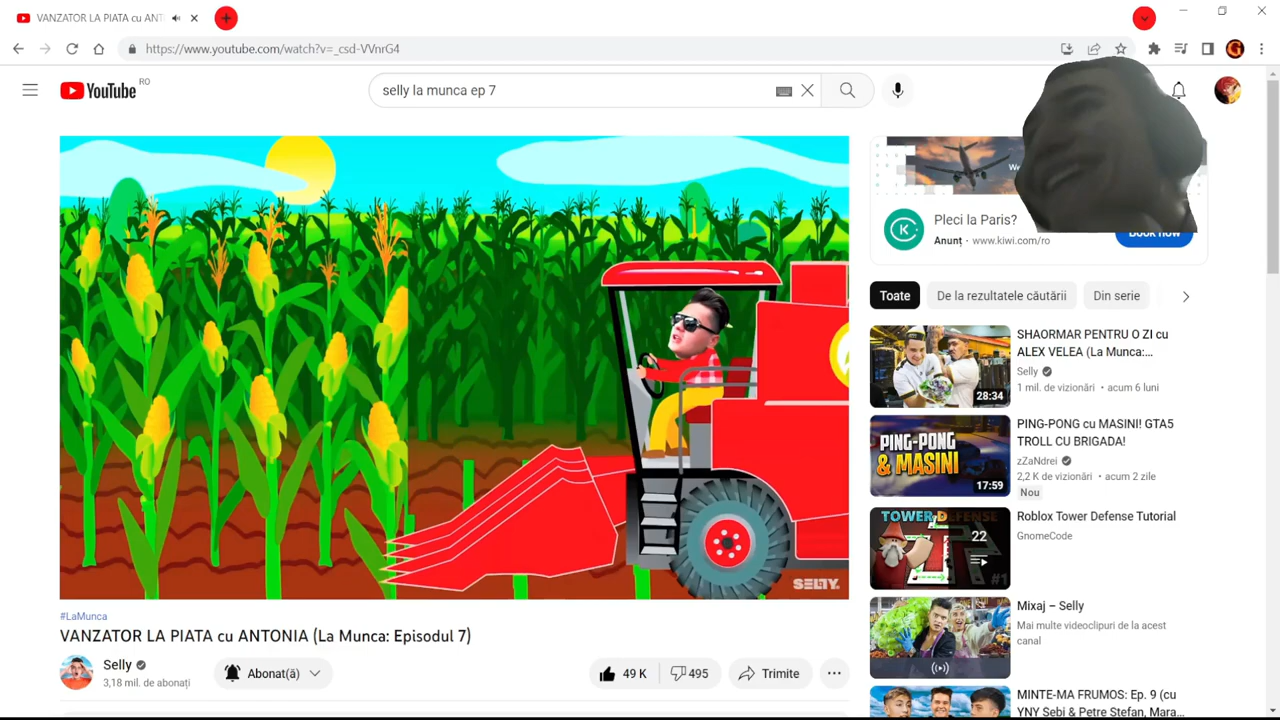 VANZATOR LA PIATA cu ANTO
https://www.youtube.com/watch?v=_csd-VVnrG4
YouTube RO
selly la munca ep 7
We
Pleci la Paris?
Anunț · www.kiwi.com/ro
Book now
Toate
De la rezultatele căutării
Din serie
SHAORMAR PENTRU O ZI cu
ALEX VELEA (La Munca:...
Selly
1 mil. de vizionări · acum 6 luni
28:34
PING-PONG cu MASINI! GTA5
TROLL CU BRIGADA!
zZaNdrei
2,2 K de vizionări · acum 2 zile
Nou
PING-PONG
& MASINI
17:59
Roblox Tower Defense Tutorial
GnomeCode
TOWER DEFENSE
22
#1
Mixaj – Selly
Mai multe videoclipuri de la acest
canal
MINTE-MA FRUMOS: Ep. 9 (cu
YNY Sebi & Petre Stefan, Mara...
SELTY.
#LaMunca
VANZATOR LA PIATA cu ANTONIA (La Munca: Episodul 7)
Selly
3,18 mil. de abonați
Abonat(ă)
49 K
495
Trimite